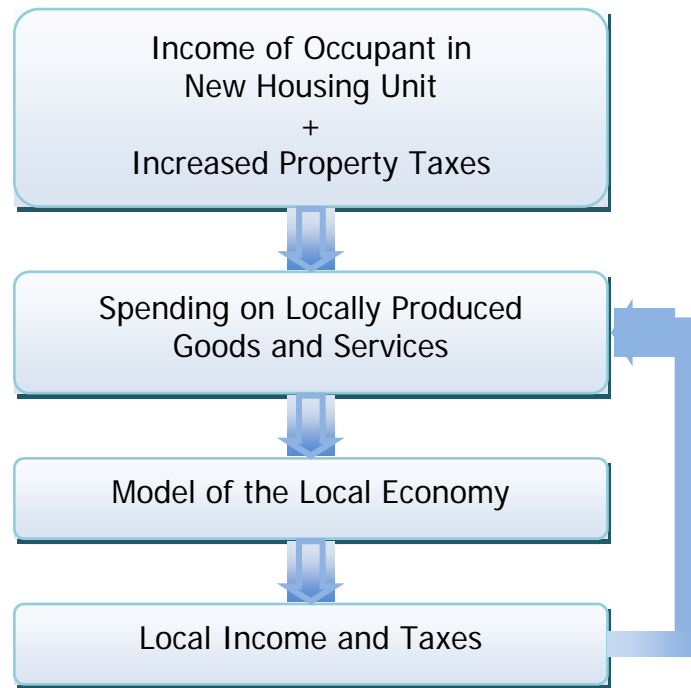 Income of Occupant in
New Housing Unit
+
Increased Property Taxes
Spending on Locally Produced
Goods and Services
Model of the Local Economy
Local Income and Taxes